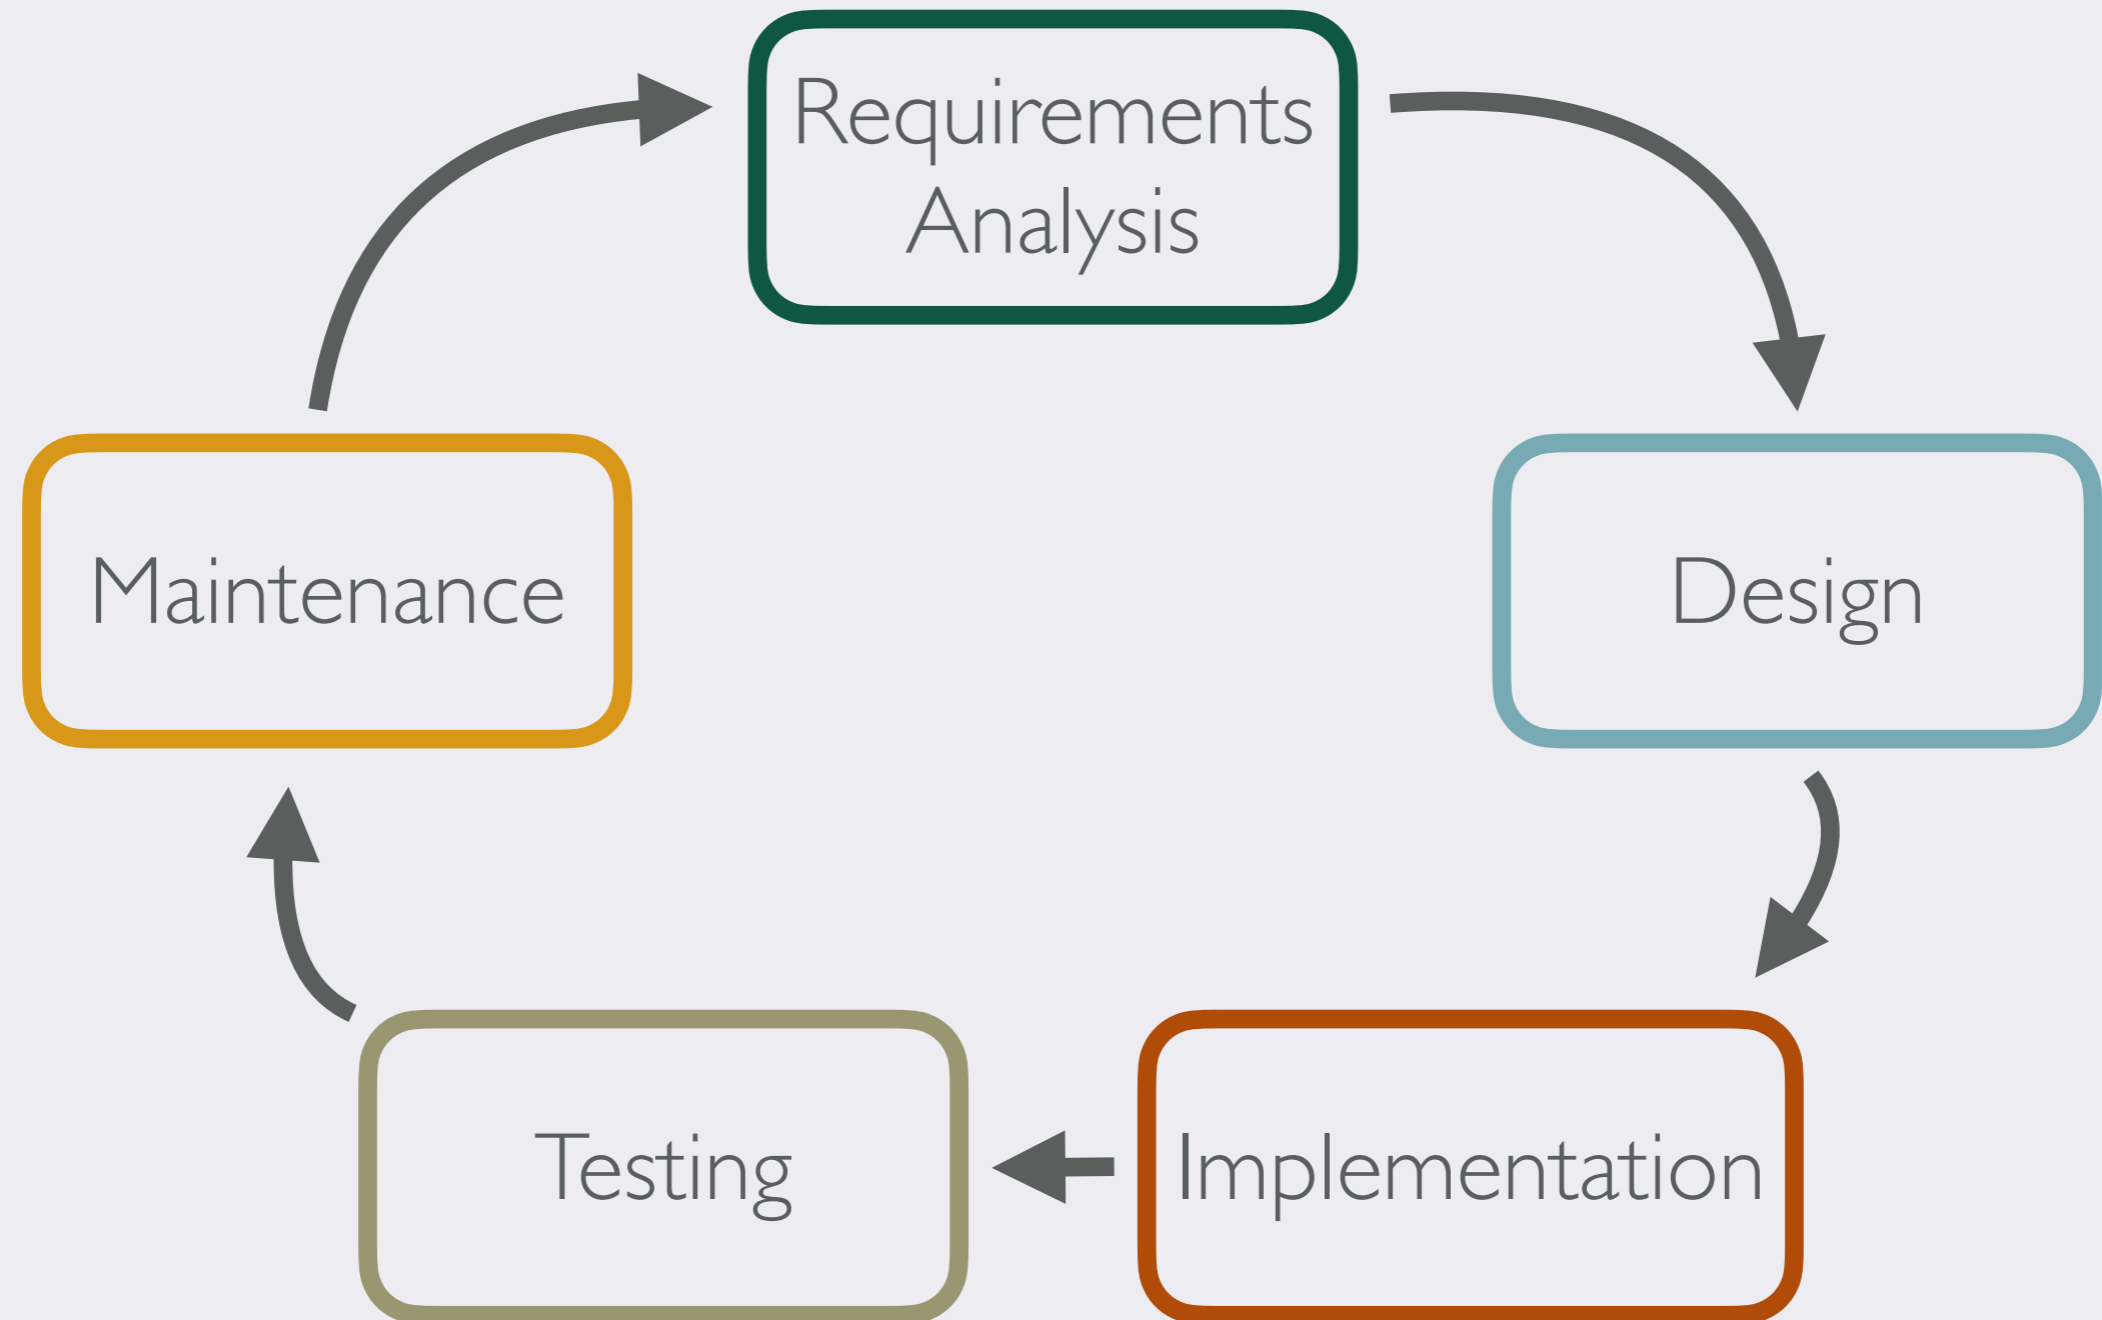 Requirements
Analysis
Design
Implementation
Testing
Maintenance